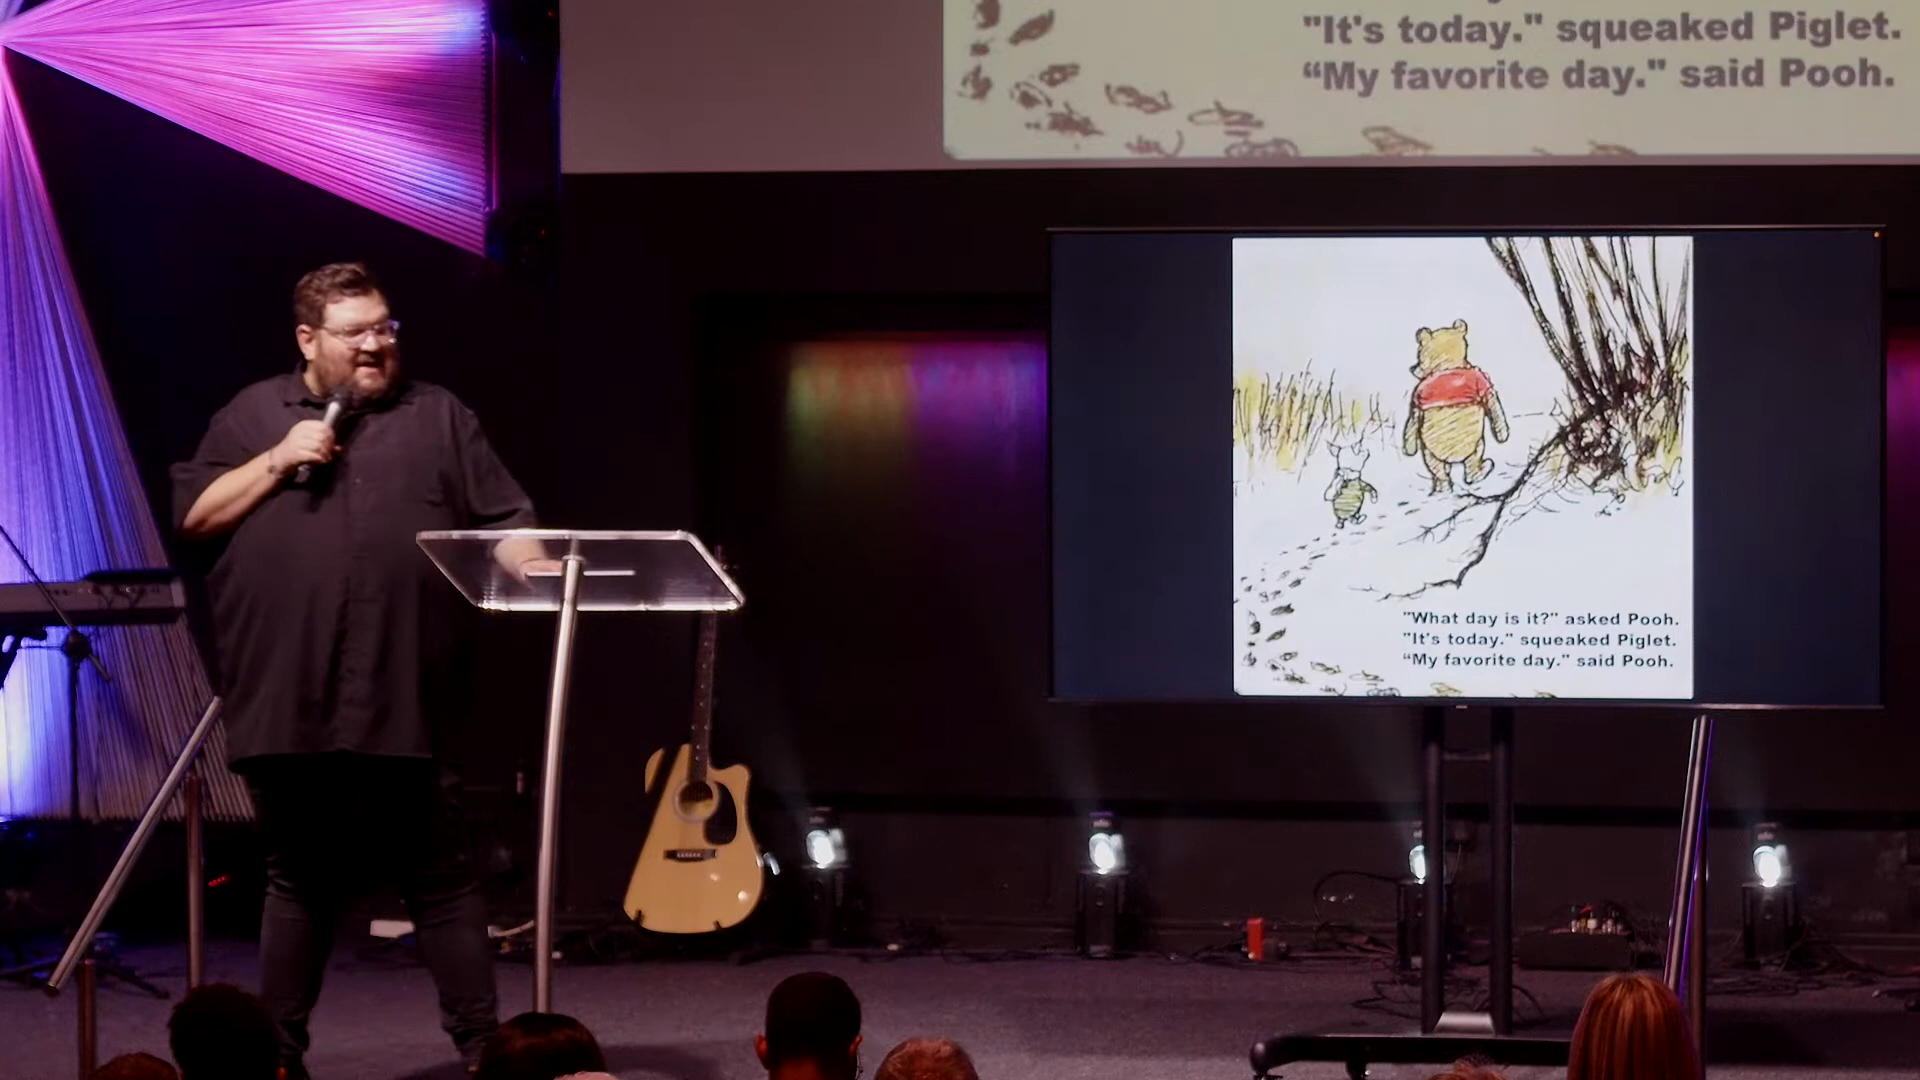 "It's today." squeaked Piglet.
“My favorite day." said Pooh.
"What day is it?" asked Pooh.
"It's today." squeaked Piglet.
“My favorite day." said Pooh.